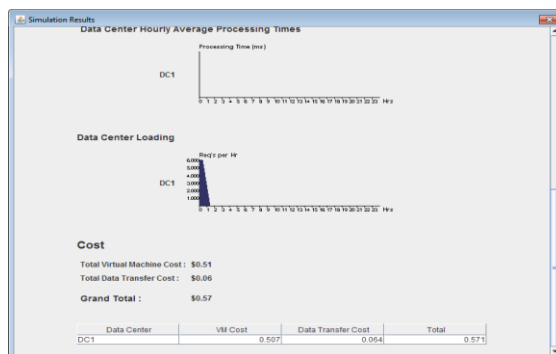 Simulation Results
Data Center Hourly Average Processing Times
Processing Time (ms)
DC1
0 1 2 3 4 5 6 7 8 9 10 11 12 13 14 15 16 17 18 19 20 21 22 23 Hrs
Data Center Loading
Req's per Hr
6,000
5,000
4,000
3,000
2,000
1,000
DC1
0 1 2 3 4 5 6 7 8 9 10 11 12 13 14 15 16 17 18 19 20 21 22 23 Hrs
Cost
Total Virtual Machine Cost : $0.51
Total Data Transfer Cost : $0.06
Grand Total : $0.57
Data Center VM Cost Data Transfer Cost Total
DC1 0.507 0.064 0.571